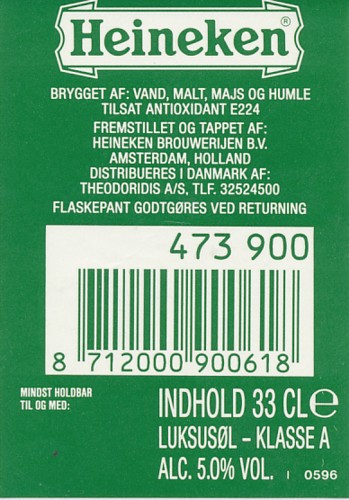 Heineken®
BRYGGET AF: VAND, MALT, MAJS OG HUMLE
TILSAT ANTIOXIDANT E224
FREMSTILLET OG TAPPET AF:
HEINEKEN BROUWERIJEN B.V.
AMSTERDAM, HOLLAND
DISTRIBUERES I DANMARK AF:
THEODORIDIS A/S, TLF. 32524500
FLASKEPANT GODTGØRES VED RETURNING
473 900
8 712000 900618
MINDST HOLDBAR
TIL OG MED:
INDHOLD 33 CL e
LUKSUSØL – KLASSE A
ALC. 5.0% VOL. I 0596